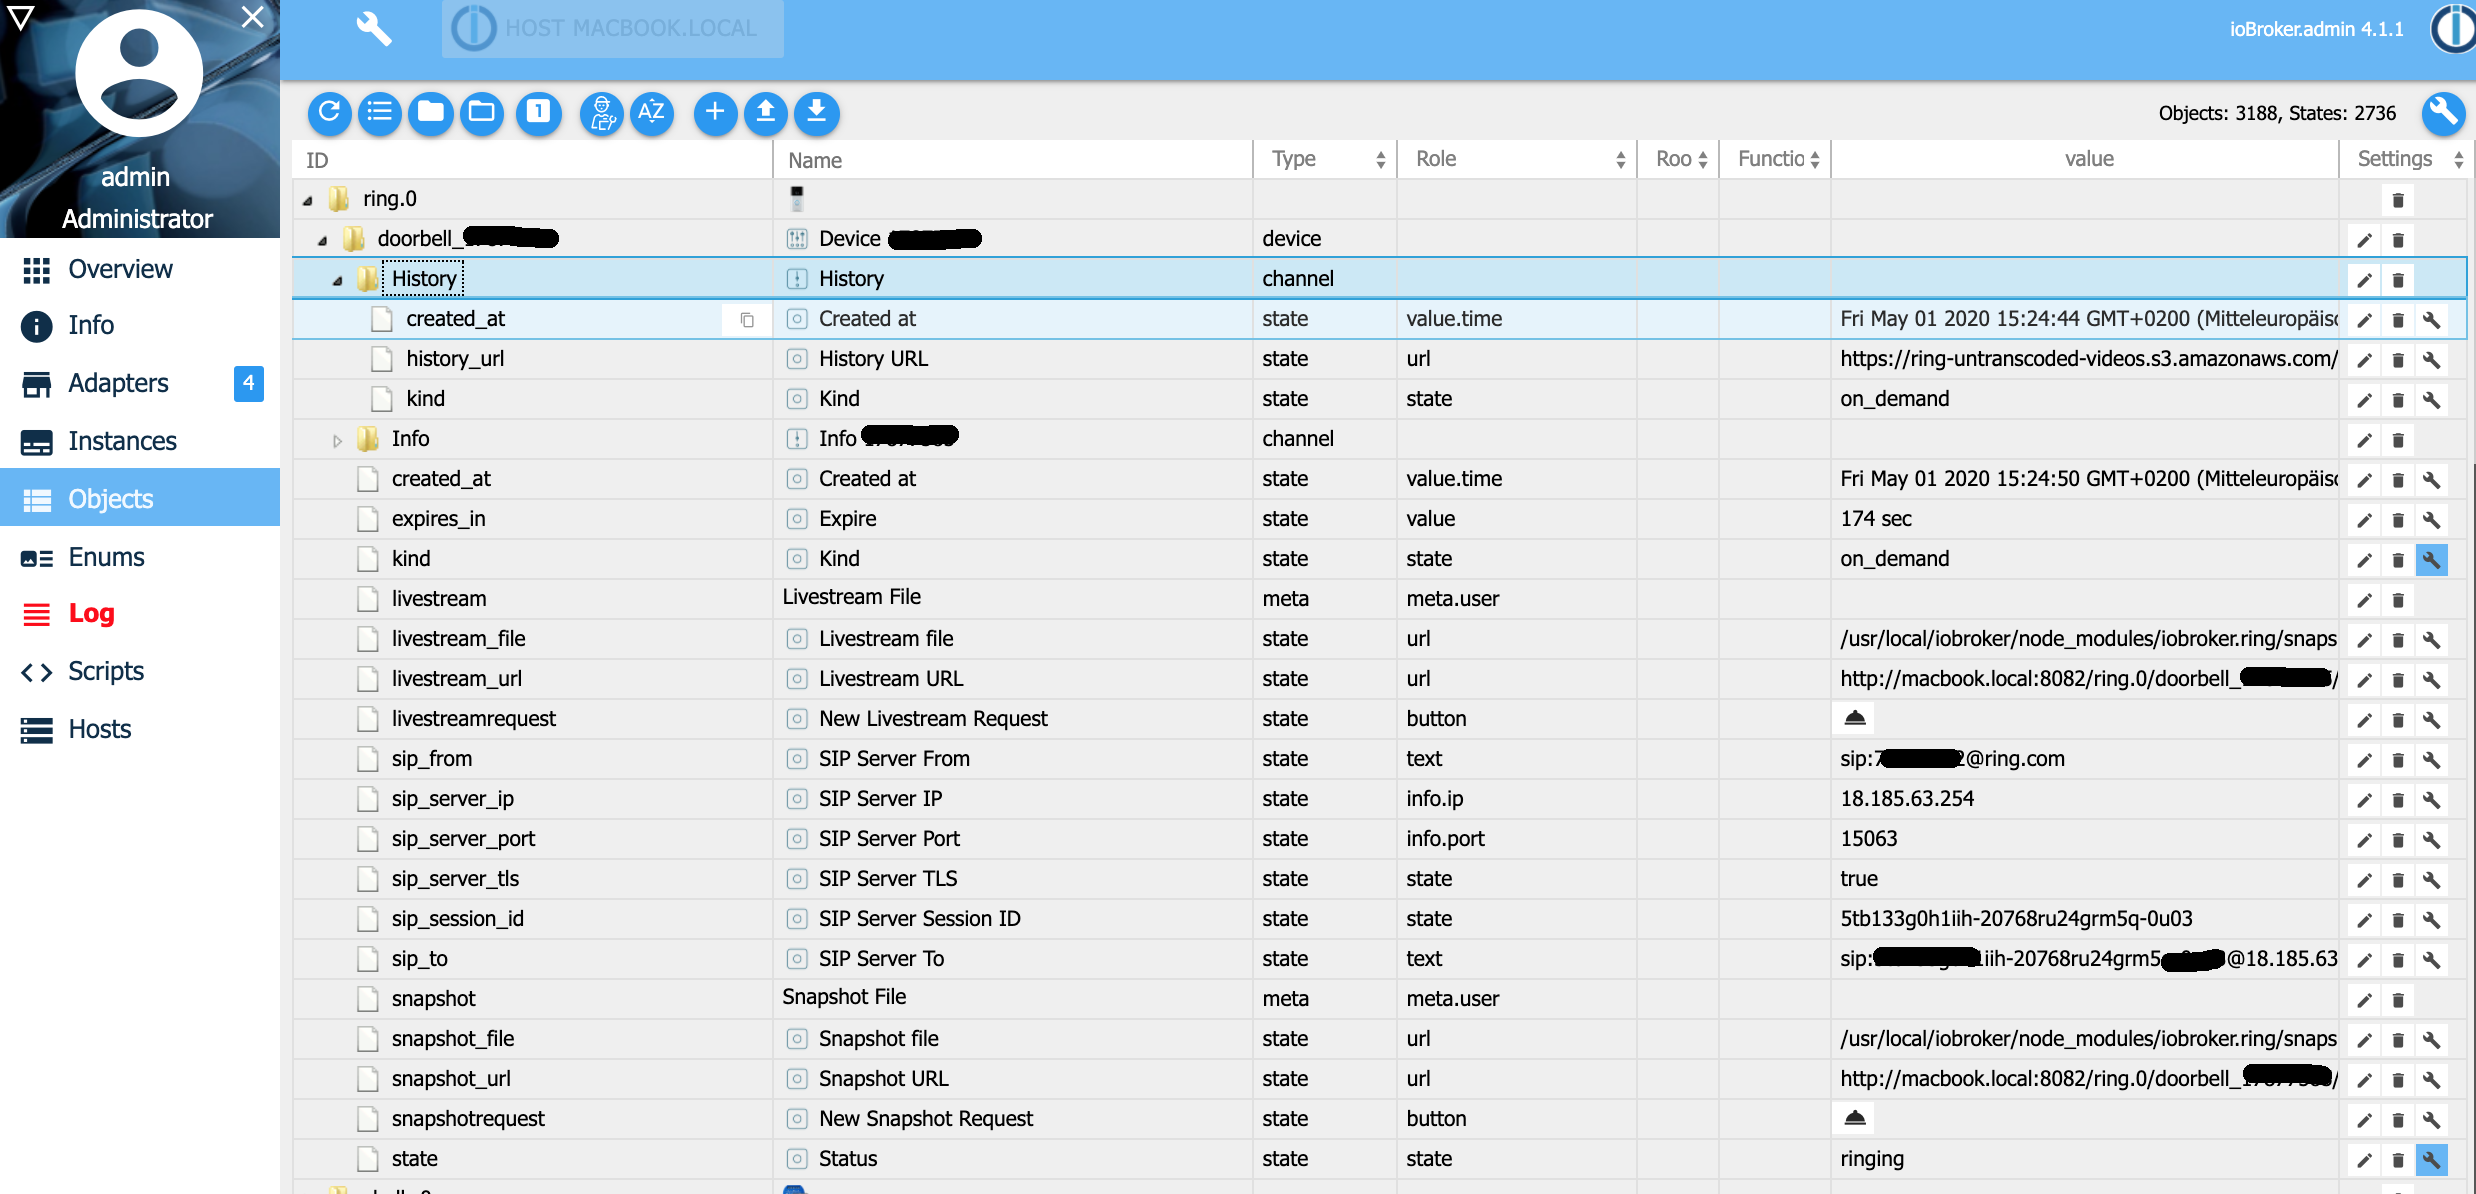 HOST MACBOOK.LOCAL
ioBroker.admin 4.1.1
admin
Administrator
Overview
Info
Adapters 4
Instances
Objects
Enums
Log
Scripts
Hosts
1 AZ Objects: 3188, States: 2736
ID Name Type Role Roo Functio value Settings
ring.0
doorbell_ Device device
History History channel
created_at Created at state value.time Fri May 01 2020 15:24:44 GMT+0200 (Mitteleuropäisc
history_url History URL state url https://ring-untranscoded-videos.s3.amazonaws.com/
kind Kind state state on_demand
Info Info channel
created_at Created at state value.time Fri May 01 2020 15:24:50 GMT+0200 (Mitteleuropäisc
expires_in Expire state value 174 sec
kind Kind state state on_demand
livestream Livestream File meta meta.user
livestream_file Livestream file state url /usr/local/iobroker/node_modules/iobroker.ring/snaps
livestream_url Livestream URL state url http://macbook.local:8082/ring.0/doorbell_ /
livestreamrequest New Livestream Request state button
sip_from SIP Server From state text sip:7 2@ring.com
sip_server_ip SIP Server IP state info.ip 18.185.63.254
sip_server_port SIP Server Port state info.port 15063
sip_server_tls SIP Server TLS state state true
sip_session_id SIP Server Session ID state state 5tb133g0h1iih-20768ru24grm5q-0u03
sip_to SIP Server To state text sip: iih-20768ru24grm5 @18.185.63
snapshot Snapshot File meta meta.user
snapshot_file Snapshot file state url /usr/local/iobroker/node_modules/iobroker.ring/snaps
snapshot_url Snapshot URL state url http://macbook.local:8082/ring.0/doorbell_ /
snapshotrequest New Snapshot Request state button
state Status state state ringing